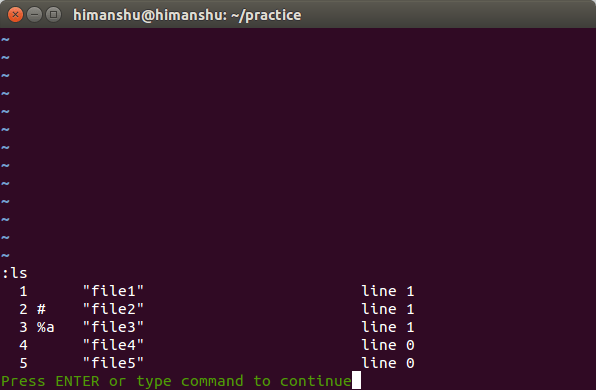 himanshu@himanshu: ~/practice
~
~
~
~
~
~
~
~
~
~
~
~
~
:ls
  1      "file1"                        line 1
  2 #    "file2"                        line 1
  3 %a   "file3"                        line 1
  4      "file4"                        line 0
  5      "file5"                        line 0
Press ENTER or type command to continue